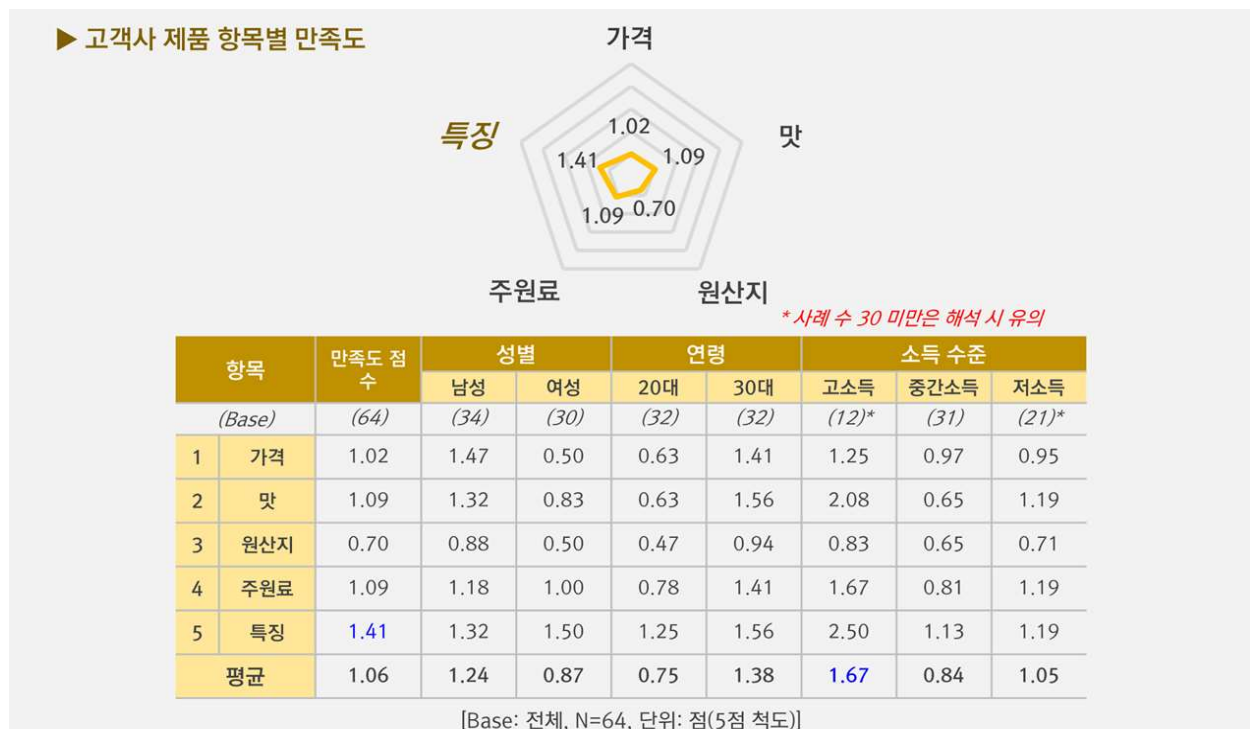 ▶ 고객사 제품 항목별 만족도
가격
특징
맛
1.02
1.41
1.09
1.09
0.70
주원료
원산지
* 사례 수 30 미만은 해석 시 유의
항목 만족도 점수 성별 연령 소득 수준
남성 여성 20대 30대 고소득 중간소득 저소득
(Base) (64) (34) (30) (32) (32) (12)* (31) (21)*
1 가격 1.02 1.47 0.50 0.63 1.41 1.25 0.97 0.95
2 맛 1.09 1.32 0.83 0.63 1.56 2.08 0.65 1.19
3 원산지 0.70 0.88 0.50 0.47 0.94 0.83 0.65 0.71
4 주원료 1.09 1.18 1.00 0.78 1.41 1.67 0.81 1.19
5 특징 1.41 1.32 1.50 1.25 1.56 2.50 1.13 1.19
평균 1.06 1.24 0.87 0.75 1.38 1.67 0.84 1.05
[Base: 전체, N=64, 단위: 점(5점 척도)]